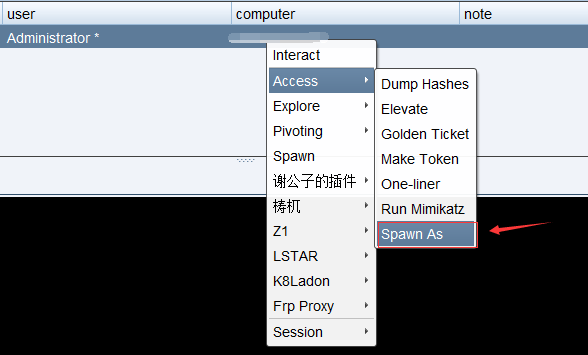 user computer note
Administrator *
Interact
Access
Explore
Pivoting
Spawn
谢公子的插件
梼杌
Z1
LSTAR
K8Ladon
Frp Proxy
Session
Dump Hashes
Elevate
Golden Ticket
Make Token
One-liner
Run Mimikatz
Spawn As